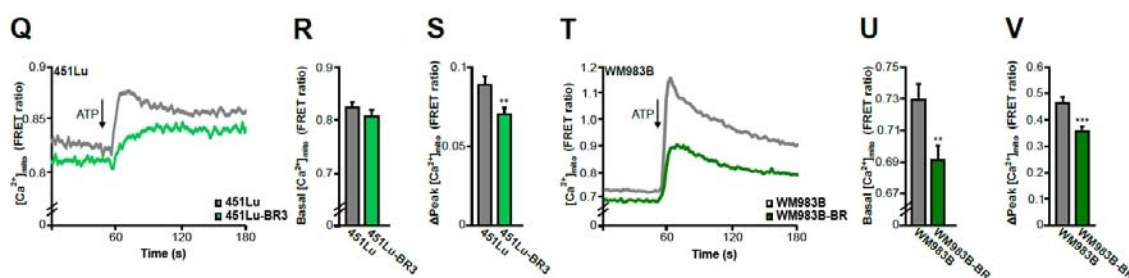 Q
451Lu
[Ca²⁺]mito (FRET ratio)
0.9
0.85
0.8
0
ATP
451Lu
451Lu-BR3
60
120
180
Time (s)
R
Basal [Ca²⁺]mito (FRET ratio)
0.9
0.8
0.7
0
451Lu
451Lu-BR3
S
ΔPeak [Ca²⁺]mito (FRET ratio)
0.1
0.05
0
**
451Lu
451Lu-BR3
T
WM983B
[Ca²⁺]mito (FRET ratio)
1.2
1.1
1.0
0.9
0.8
0.7
0
ATP
WM983B
WM983B-BR
60
120
180
Time (s)
U
Basal [Ca²⁺]mito (FRET ratio)
0.75
0.73
0.71
0.69
0.67
0
**
WM983B
WM983B-BR
V
ΔPeak [Ca²⁺]mito (FRET ratio)
0.6
0.5
0.4
0.3
0.2
0.1
0
***
WM983B
WM983B-BR